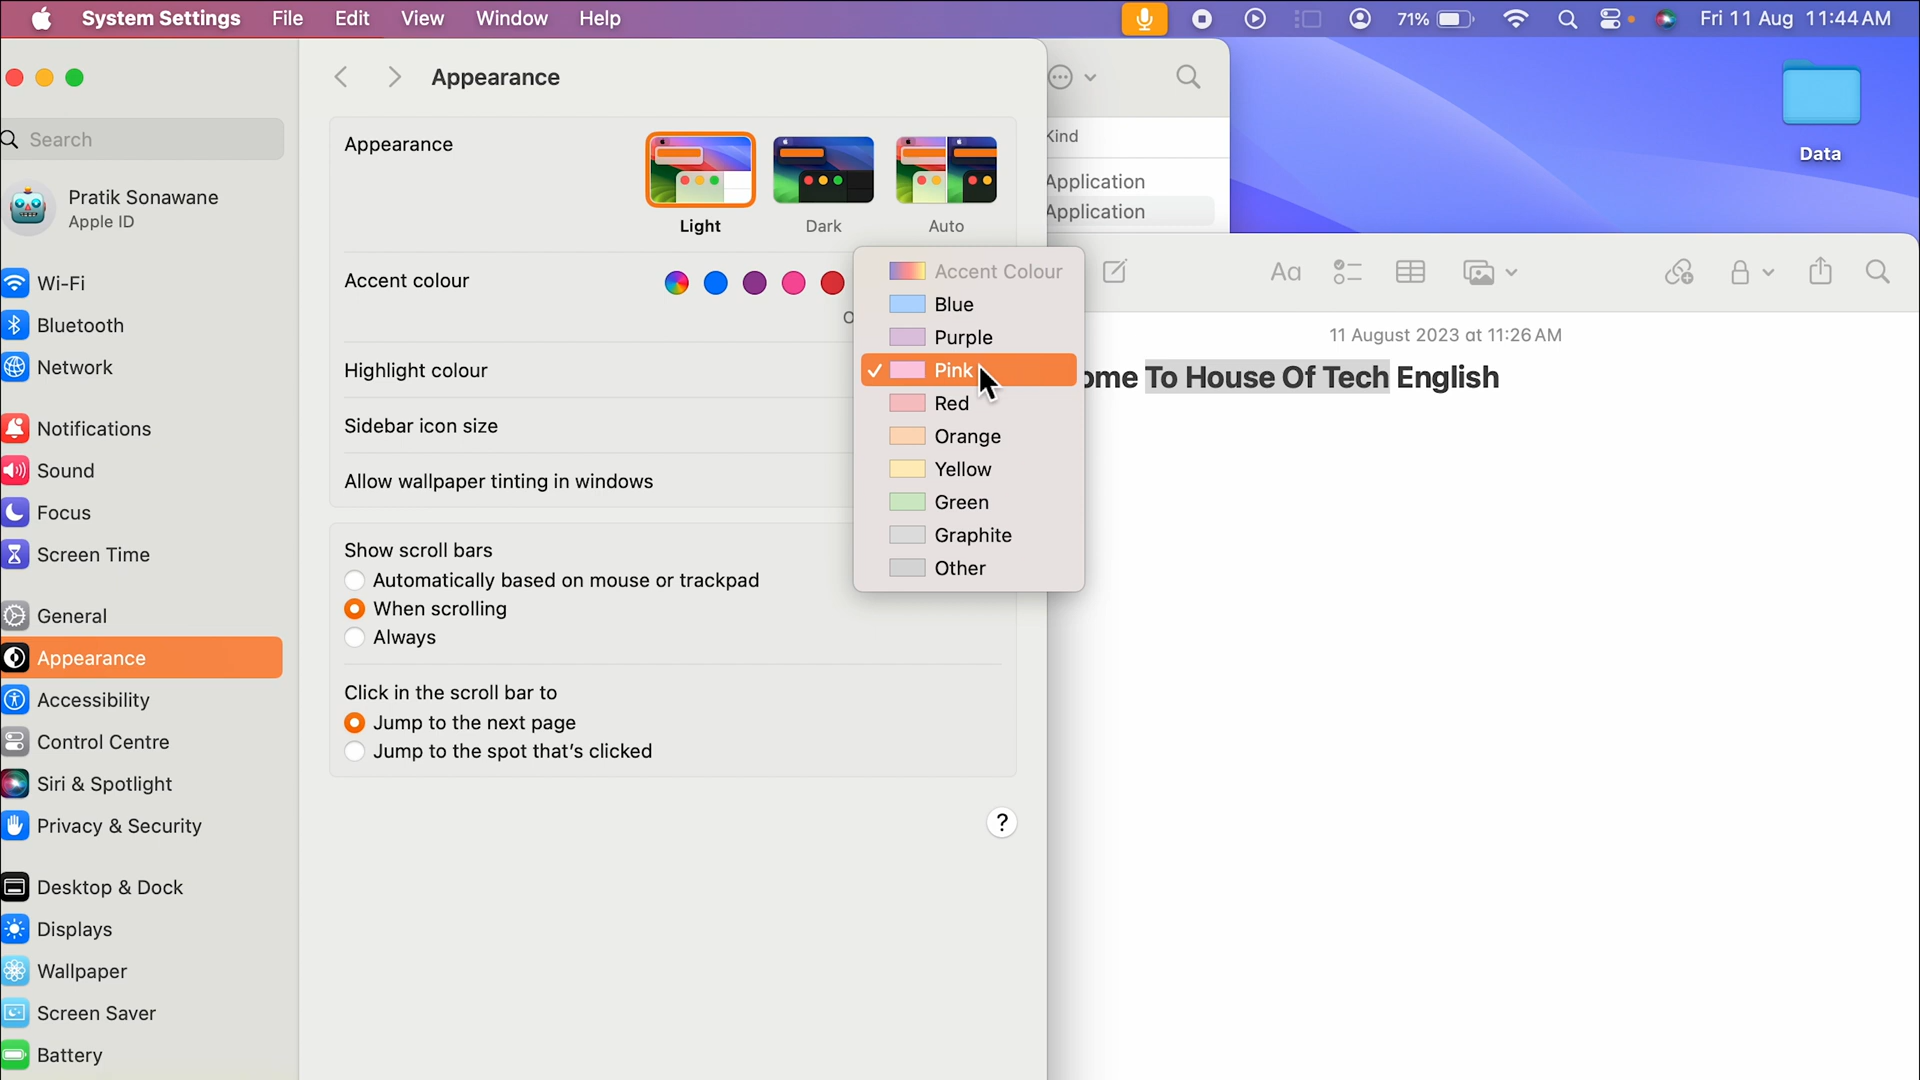 System Settings File Edit View Window Help 71% Fri 11 Aug 11:44 AM
Search
Pratik Sonawane
Apple ID
Wi-Fi
Bluetooth
Network
Notifications
Sound
Focus
Screen Time
General
Appearance
Accessibility
Control Centre
Siri & Spotlight
Privacy & Security
Desktop & Dock
Displays
Wallpaper
Screen Saver
Battery
Appearance
Appearance
Light Dark Auto
Accent colour
Highlight colour
Sidebar icon size
Allow wallpaper tinting in windows
Show scroll bars
Automatically based on mouse or trackpad
When scrolling
Always
Click in the scroll bar to
Jump to the next page
Jump to the spot that's clicked
?
Accent Colour
Blue
Purple
Pink
Red
Orange
Yellow
Green
Graphite
Other
Kind
Application
Application
Data
Aa
11 August 2023 at 11:26 AM
ome To House Of Tech English